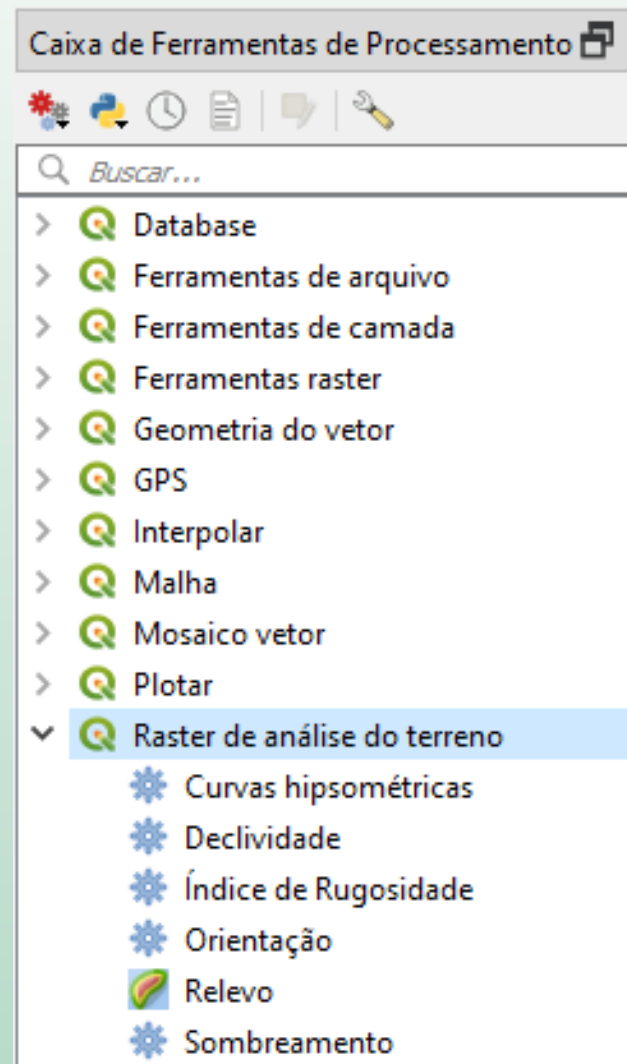 Caixa de Ferramentas de Processamento
Buscar...
Database
Ferramentas de arquivo
Ferramentas de camada
Ferramentas raster
Geometria do vetor
GPS
Interpolar
Malha
Mosaico vetor
Plotar
Raster de análise do terreno
Curvas hipsométricas
Declividade
Índice de Rugosidade
Orientação
Relevo
Sombreamento